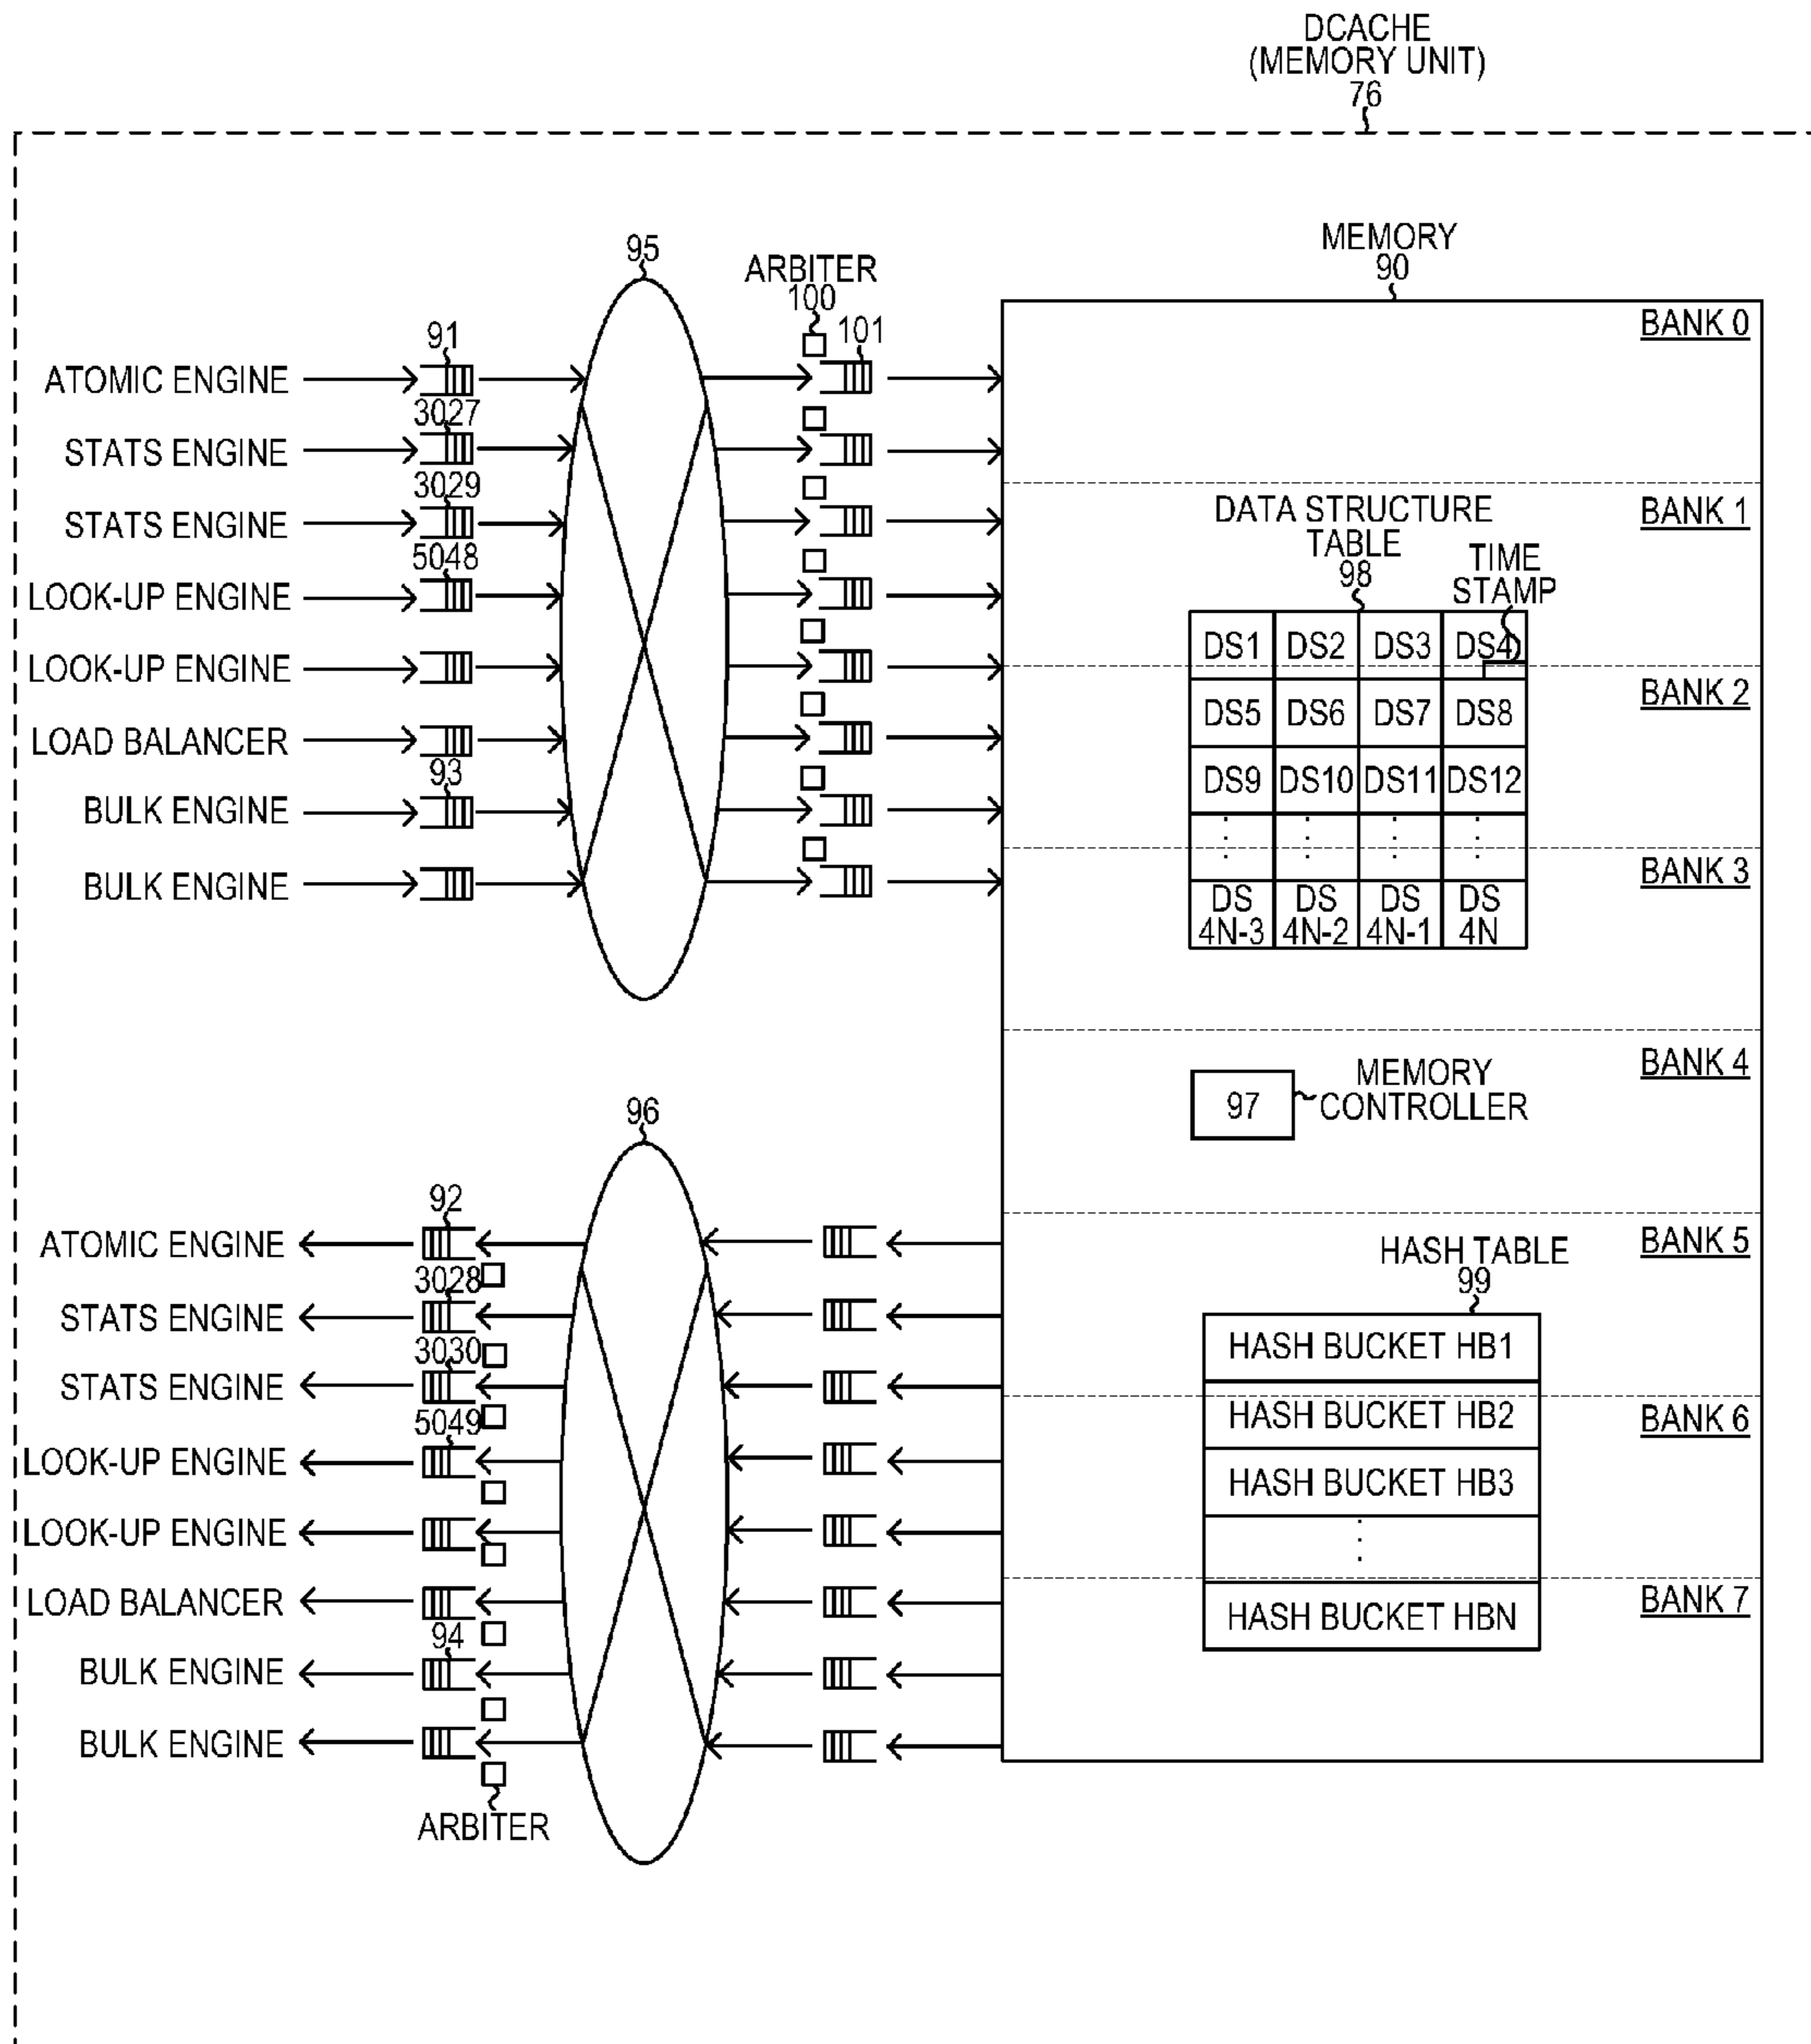 DCACHE
(MEMORY UNIT)
76
MEMORY
90
95
ARBITER
100
101
BANK 0
91
ATOMIC ENGINE
3027
STATS ENGINE
3029
STATS ENGINE
5048
LOOK-UP ENGINE
LOOK-UP ENGINE
LOAD BALANCER
93
BULK ENGINE
BULK ENGINE
BANK 1
DATA STRUCTURE
TABLE
98
TIME
STAMP
DS1 DS2 DS3 DS4
BANK 2
DS5 DS6 DS7 DS8
DS9 DS10 DS11 DS12
BANK 3
DS DS DS DS
4N-3 4N-2 4N-1 4N
BANK 4
MEMORY
CONTROLLER
97
96
92
ATOMIC ENGINE
3028
STATS ENGINE
3030
STATS ENGINE
5049
LOOK-UP ENGINE
LOOK-UP ENGINE
LOAD BALANCER
94
BULK ENGINE
BULK ENGINE
ARBITER
BANK 5
HASH TABLE
99
HASH BUCKET HB1
HASH BUCKET HB2
BANK 6
HASH BUCKET HB3
BANK 7
HASH BUCKET HBN